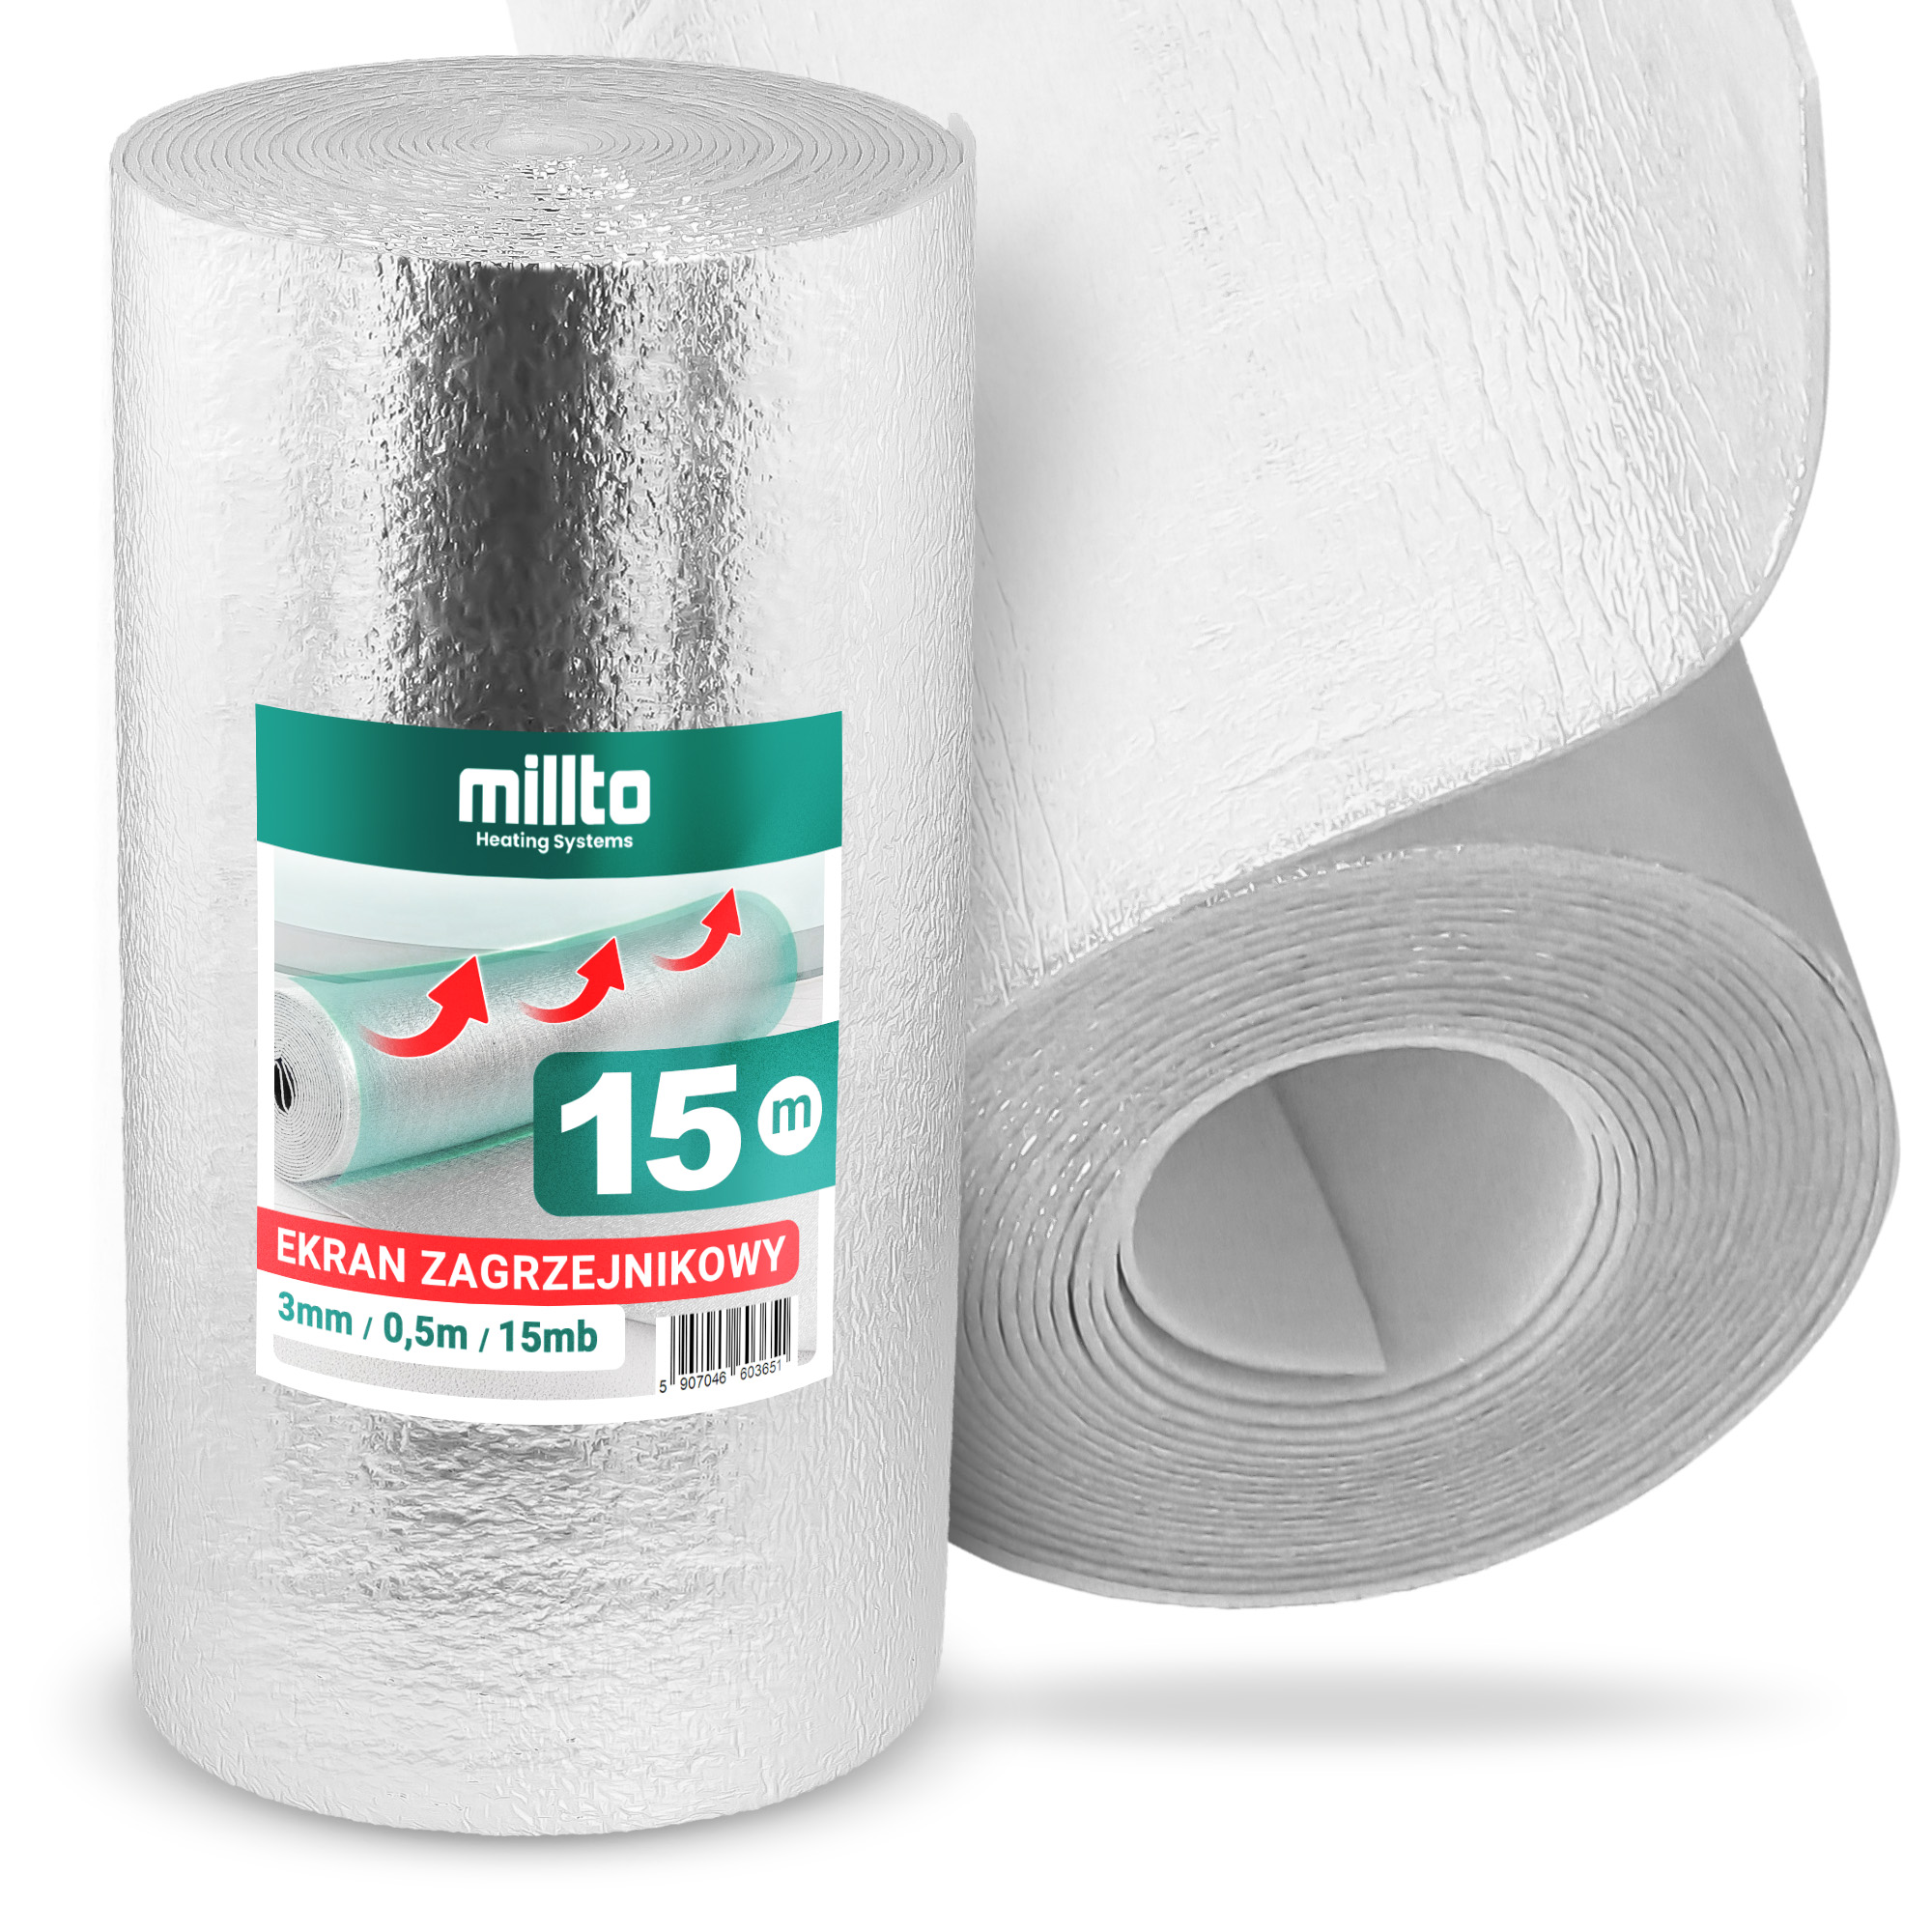 millto
Heating Systems
15 m
EKRAN ZAGRZEJNIKOWY
3mm / 0,5m / 15mb
5 907046 603651